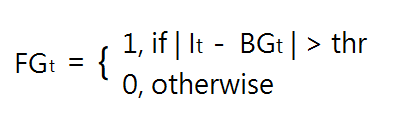 1, if | It - BGt | > thr
FGt = {
0, otherwise